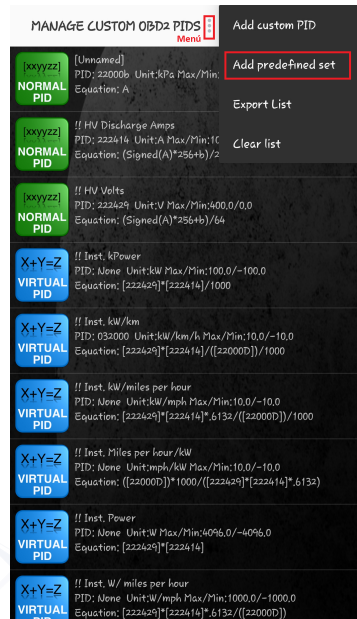 MANAGE CUSTOM OBD2 PIDS
Menú
Add custom PID
Add predefined set
Export List
Clear list
[xxyyzz]
NORMAL
PID
[Unnamed]
PID: 22000b Unit:kPa Max/Min:
Equation: A
[xxyyzz]
NORMAL
PID
!! HV Discharge Amps
PID: 222414 Unit:A Max/Min:10
Equation: (Signed(A)*256+b)/2
[xxyyzz]
NORMAL
PID
!! HV Volts
PID: 222429 Unit:V Max/Min:400,0/0,0
Equation: (Signed(A)*256+b)/64
X+Y=Z
VIRTUAL
PID
!! Inst. kPower
PID: None Unit:kW Max/Min:100,0/-100,0
Equation: [222429]*[222414]/1000
X+Y=Z
VIRTUAL
PID
!! Inst. kW/km
PID: 032000 Unit:kW/km/h Max/Min:10,0/-10,0
Equation: [222429]*[222414]/([22000D])/1000
X+Y=Z
VIRTUAL
PID
!! Inst. kW/miles per hour
PID: None Unit:kW/mph Max/Min:10,0/-10,0
Equation: [222429]*[222414]*.6132/([22000D])/1000
X+Y=Z
VIRTUAL
PID
!! Inst. Miles per hour/kW
PID: None Unit:mph/kW Max/Min:10,0/-10,0
Equation: ([22000D])*1000/([222429]*[222414]*.6132)
X+Y=Z
VIRTUAL
PID
!! Inst. Power
PID: None Unit:W Max/Min:4096,0/-4096,0
Equation: [222429]*[222414]
X+Y=Z
VIRTUAL
PID
!! Inst. W/ miles per hour
PID: None Unit:W/mph Max/Min:1000,0/-1000,0
Equation: [222429]*[222414]*.6132/([22000D])